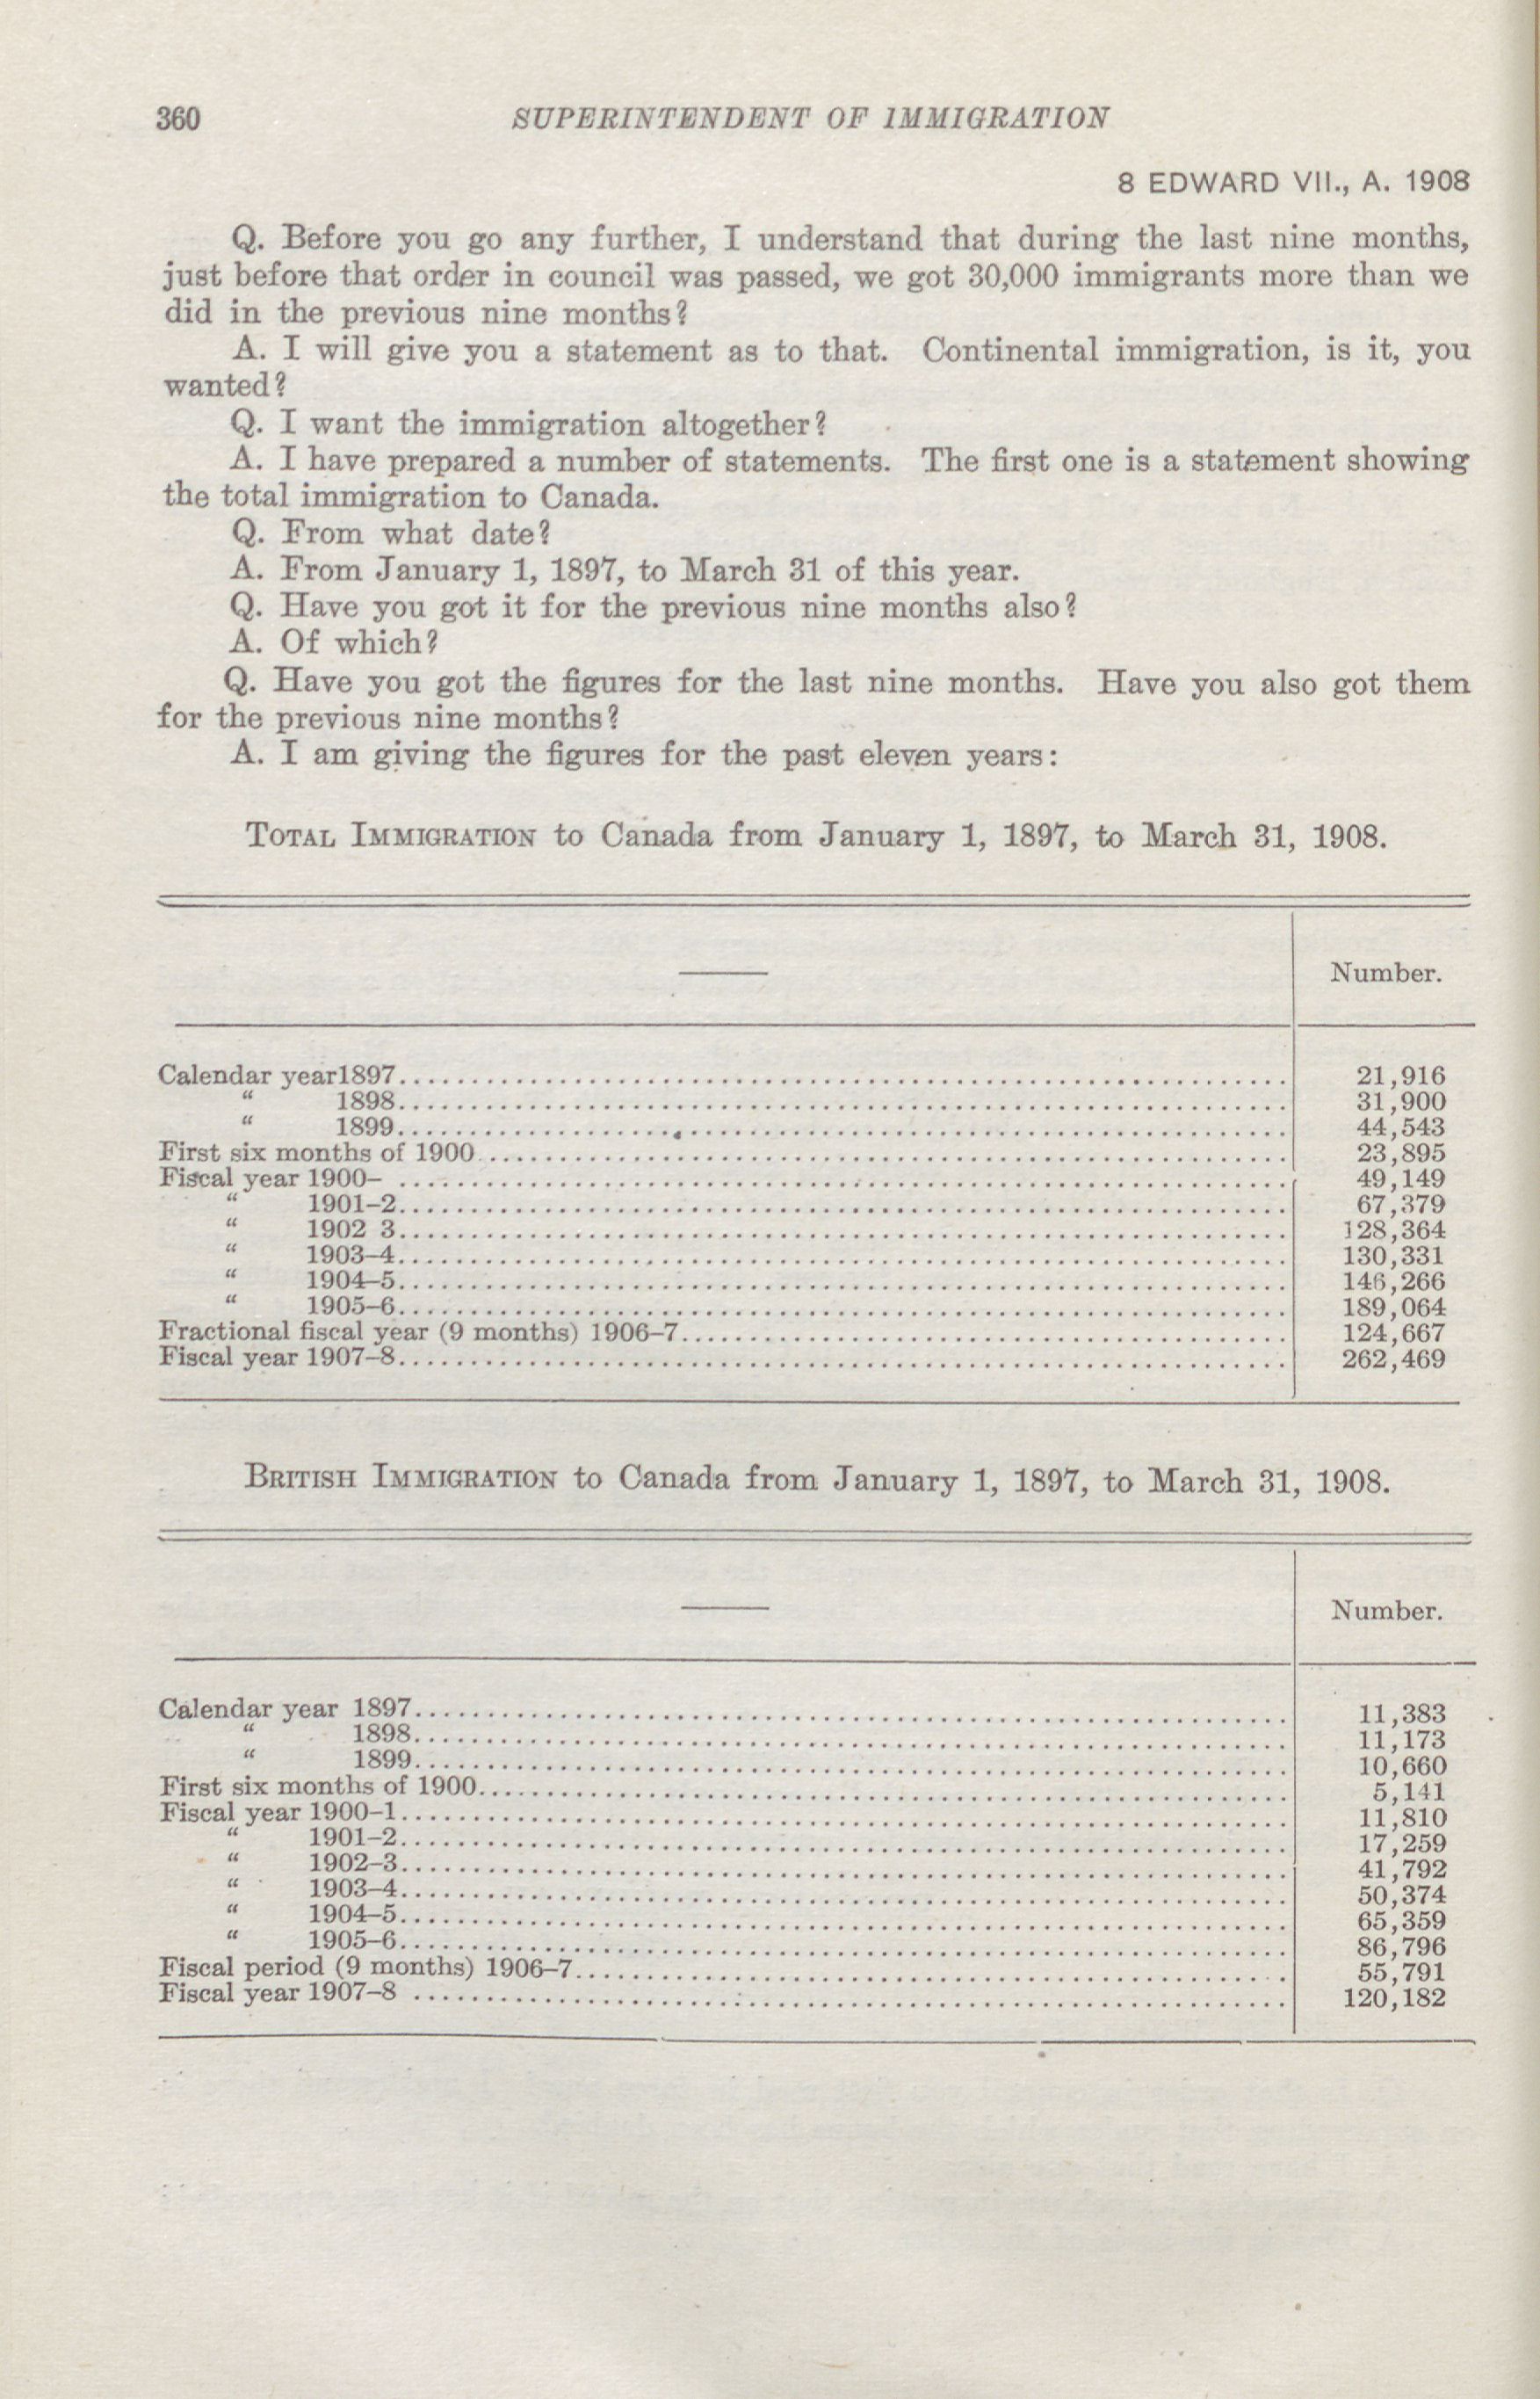 360 SUPERINTENDENT OF IMMIGRATION
8 EDWARD VII., A. 1908
Q. Before you go any further, I understand that during the last nine months,
just before that order in council was passed, we got 30,000 immigrants more than we
did in the previous nine months?
A. I will give you a statement as to that. Continental immigration, is it, you
wanted?
Q. I want the immigration altogether?
A. I have prepared a number of statements. The first one is a statement showing
the total immigration to Canada.
Q. From what date?
A. From January 1, 1897, to March 31 of this year.
Q. Have you got it for the previous nine months also?
A. Of which?
Q. Have you got the figures for the last nine months. Have you also got them
for the previous nine months?
A. I am giving the figures for the past eleven years:
TOTAL IMMIGRATION to Canada from January 1, 1897, to March 31, 1908.
Number.
Calendar year1897 21,916
" 1898 31,900
" 1899 44,543
First six months of 1900 23,895
Fiscal year 1900- 49,149
" 1901-2 67,379
" 1902 3 128,364
" 1903-4 130,331
" 1904-5 146,266
" 1905-6 189,064
Fractional fiscal year (9 months) 1906-7 124,667
Fiscal year 1907-8 262,469
BRITISH IMMIGRATION to Canada from January 1, 1897, to March 31, 1908.
Number.
Calendar year 1897 11,383
" 1898 11,173
" 1899 10,660
First six months of 1900 5,141
Fiscal year 1900-1 11,810
" 1901-2 17,259
" 1902-3 41,792
" 1903-4 50,374
" 1904-5 65,359
" 1905-6 86,796
Fiscal period (9 months) 1906-7 55,791
Fiscal year 1907-8 120,182